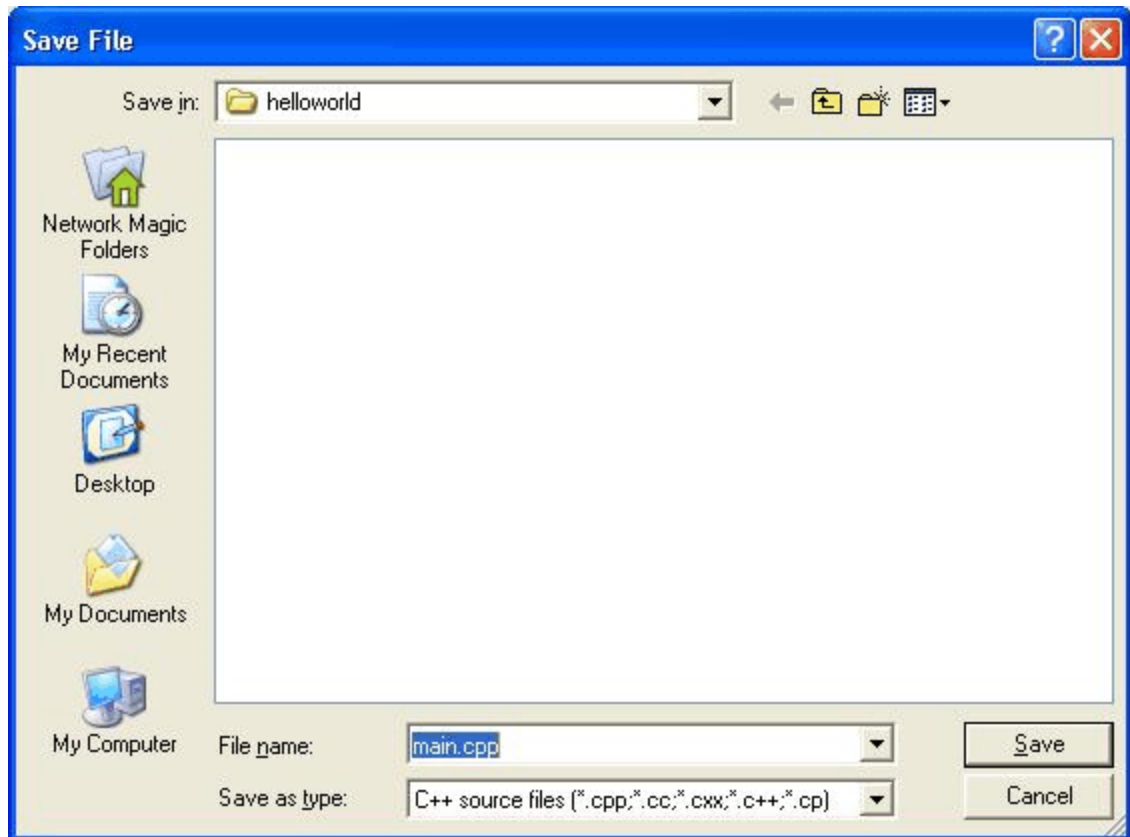 Save File
Save in: helloworld
Network Magic
Folders
My Recent
Documents
Desktop
My Documents
My Computer
File name: main.cpp Save
Save as type: C++ source files (*.cpp;*.cc;*.cxx;*.c++;*.cp) Cancel